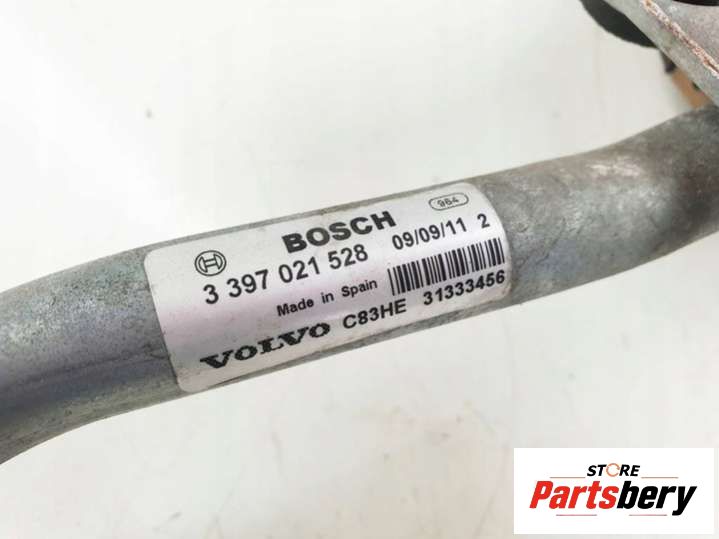 BOSCH 964
3 397 021 528 09/09/11 2
Made in Spain
VOLVO C83HE 31333456
STORE
Partsbery